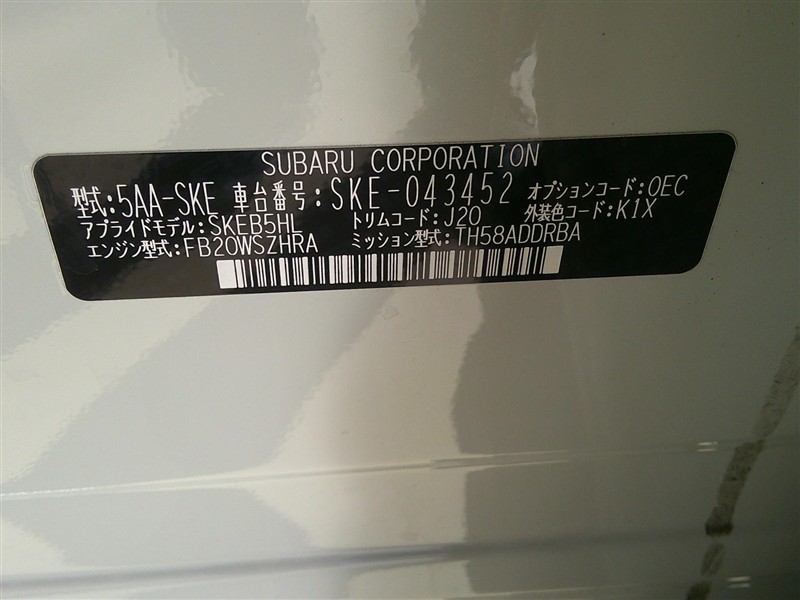 SUBARU CORPORATION
型式:5AA-SKE 車台番号:SKE-043452 オプションコード:OEC
アプライドモデル:SKEB5HL トリムコード:J20 外装色コード:K1X
エンジン型式:FB20WSZHRA ミッション型式:TH58ADDRBA